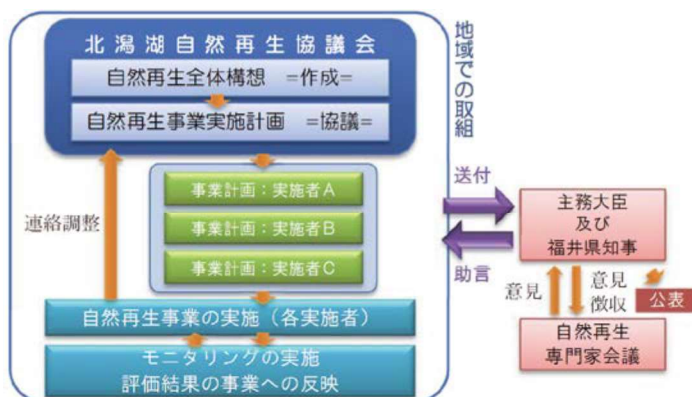 北潟湖自然再生協議会
自然再生全体構想 =作成=
自然再生事業実施計画 =協議=
地域での取組
事業計画：実施者A
事業計画：実施者B
事業計画：実施者C
連絡調整
自然再生事業の実施（各実施者）
モニタリングの実施
評価結果の事業への反映
送付
助言
主務大臣
及び
福井県知事
意見
意見
徴収
公表
自然再生
専門家会議